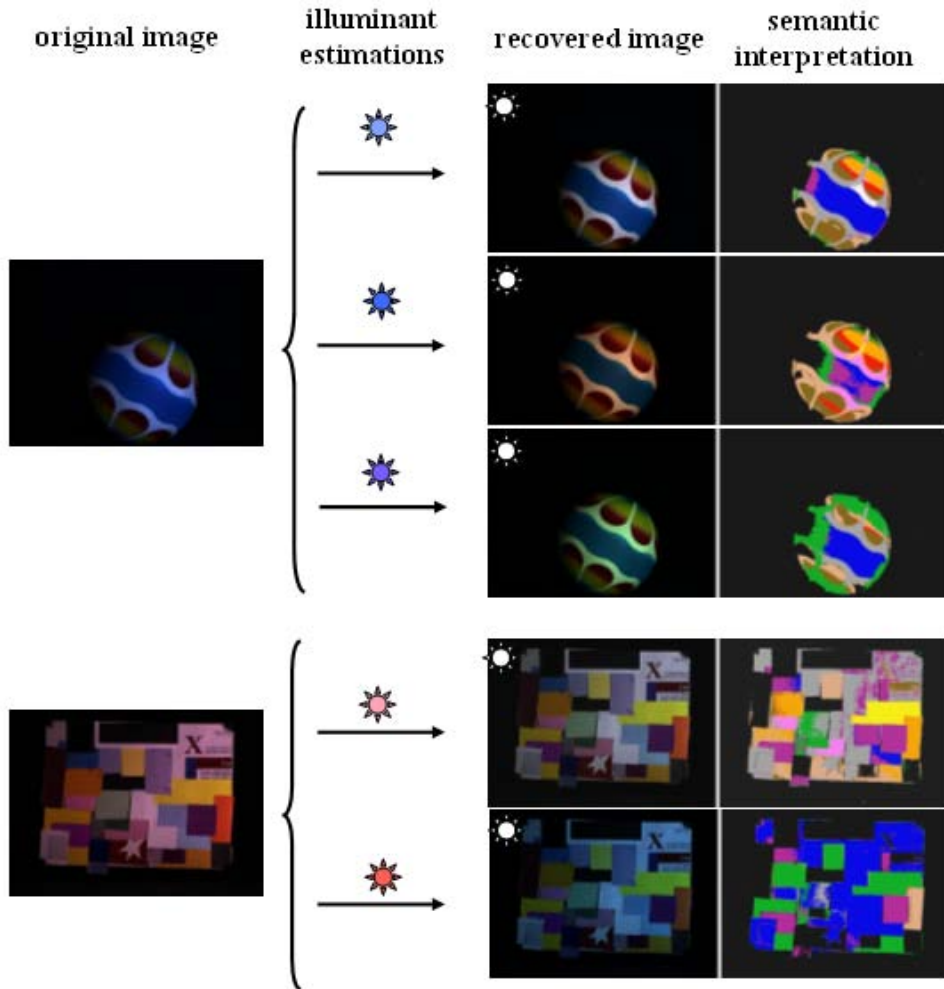 original image
illuminant
estimations
recovered image
semantic
interpretation
X
X
X
X